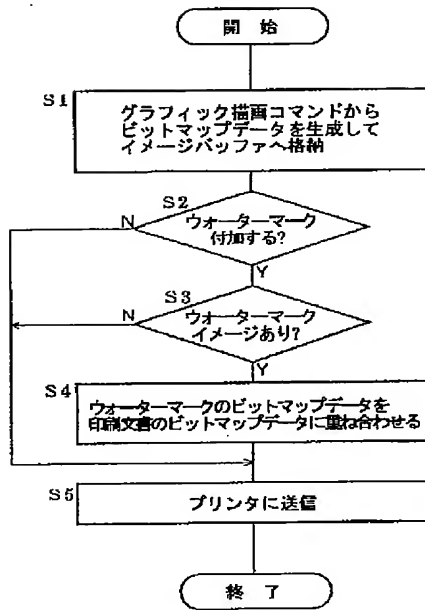 開始
S1
グラフィック描画コマンドから
ビットマップデータを生成して
イメージバッファへ格納
S2
ウォーターマーク
付加する?
N
Y
S3
ウォーターマーク
イメージあり?
N
Y
S4
ウォーターマークのビットマップデータを
印刷文書のビットマップデータに重ね合わせる
S5
プリンタに送信
終了